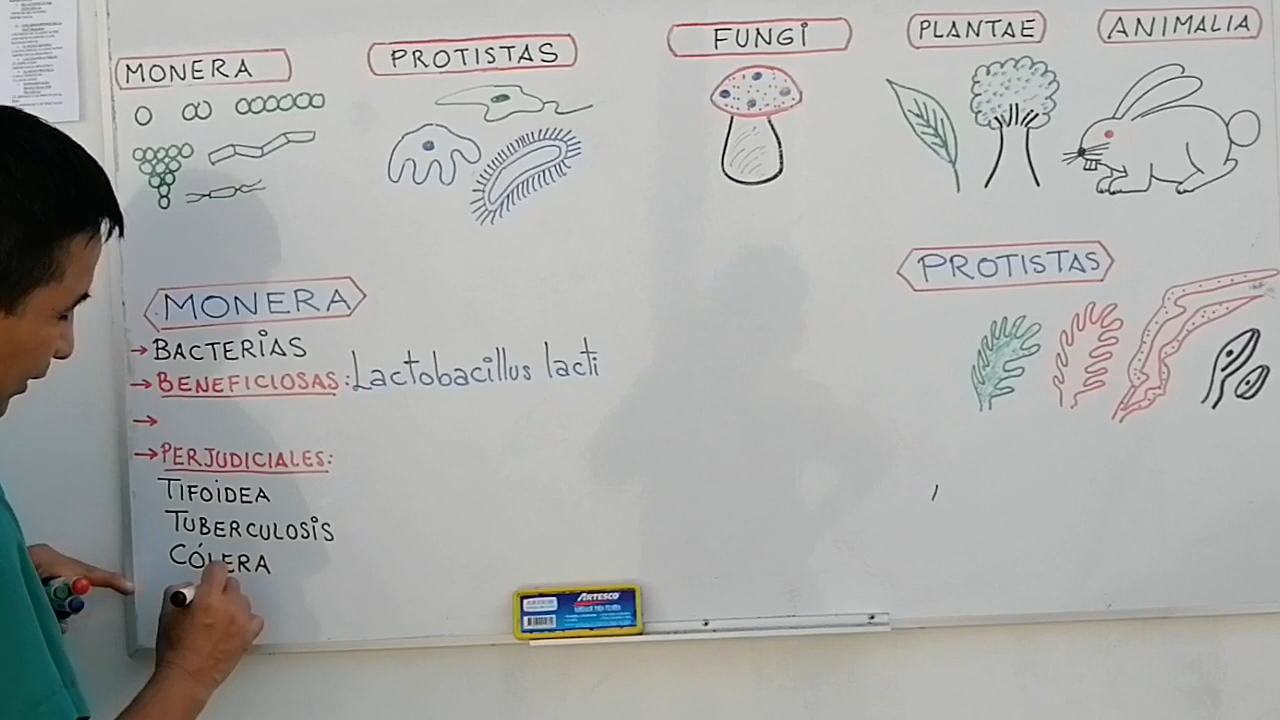 MONERA
PROTISTAS
FUNGI
PLANTAE
ANIMALIA
MONERA
→ BACTERIAS
→ BENEFICIOSAS: Lactobacillus lacti
→
→ PERJUDICIALES:
TIFOIDEA
TUBERCULOSIS
CÓLERA
PROTISTAS
ARTESCO